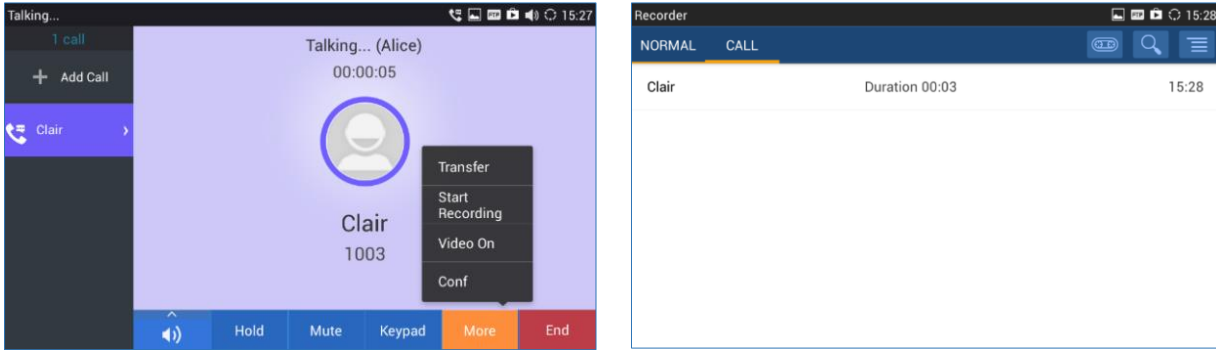 Talking...
15:27
1 call
Add Call
Clair
Talking... (Alice)
00:00:05
Clair
1003
Transfer
Start
Recording
Video On
Conf
Hold
Mute
Keypad
More
End
Recorder
PTP
15:28
NORMAL
CALL
Clair
Duration 00:03
15:28